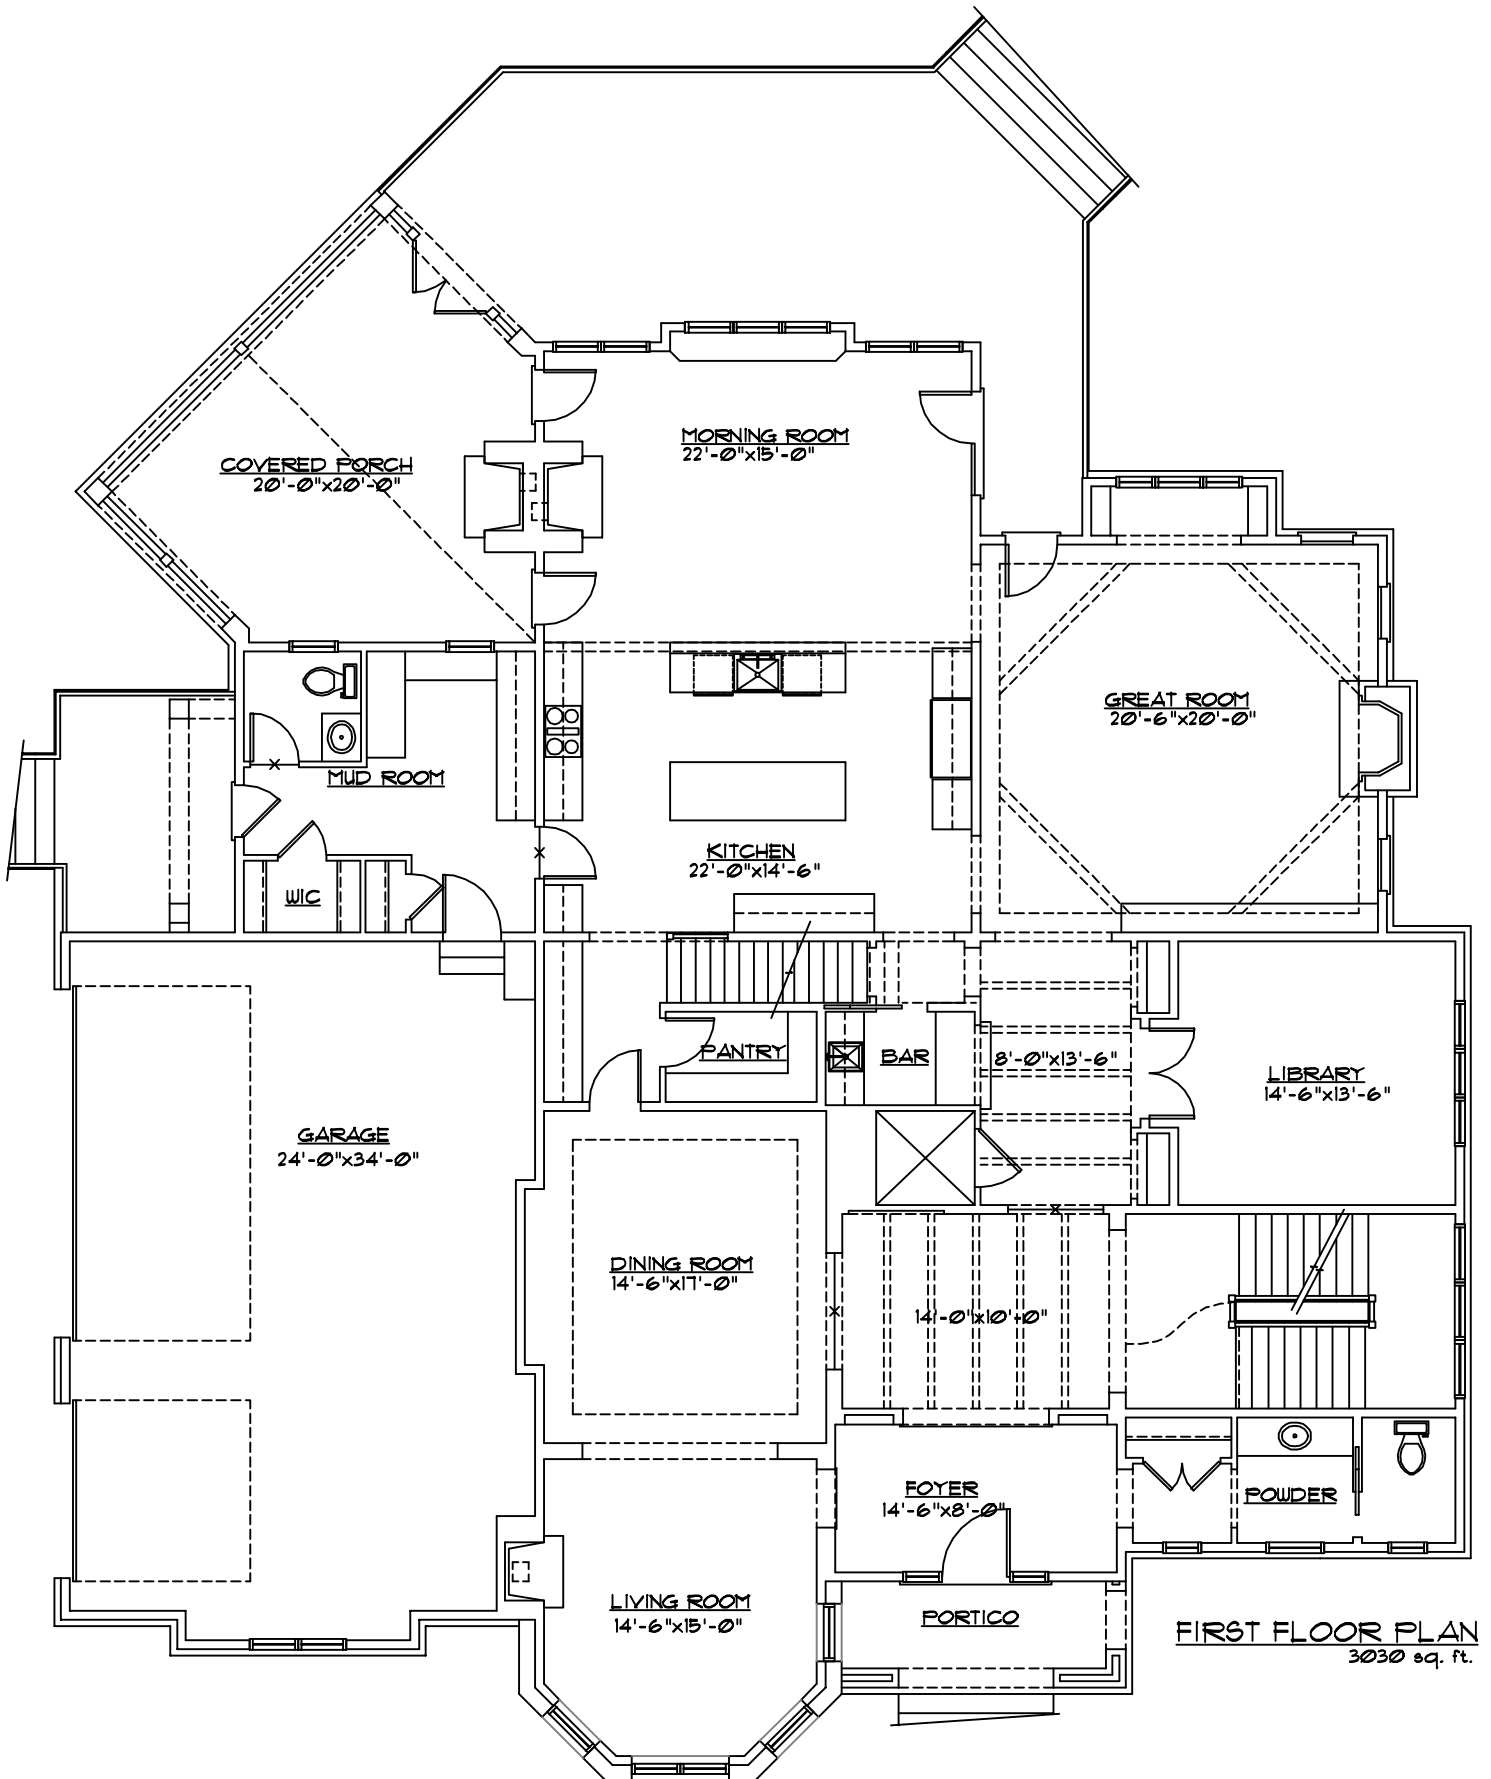 MORNING ROOM
22'-0"x15'-0"
COVERED PORCH
20'-0"x20'-0"
GREAT ROOM
20'-6"x20'-0"
MUD ROOM
KITCHEN
22'-0"x14'-6"
WIC
PANTRY
BAR
8'-0"x13'-6"
LIBRARY
14'-6"x13'-6"
GARAGE
24'-0"x34'-0"
DINING ROOM
14'-6"x17'-0"
14'-0"x10'-0"
FOYER
14'-6"x8'-0"
POWDER
LIVING ROOM
14'-6"x15'-0"
PORTICO
FIRST FLOOR PLAN
3030 sq. ft.